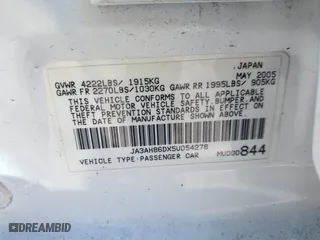 JAPAN
GVWR 4222LBS/ 1915KG MAY 2005
GAWR FR 2270LBS/1030KG GAWR RR 1995LBS/ 905KG
THIS VEHICLE CONFORMS TO ALL APPLICABLE
FEDERAL MOTOR VEHICLE SAFETY, BUMPER, AND
THEFT PREVENTION STANDARDS IN EFFECT ON
THE DATE OF MANUFACTURE SHOWN ABOVE.
JA3AH86DX5U054278
VEHICLE TYPE:PASSENGER CAR 844
© AUTOBIDMASTER